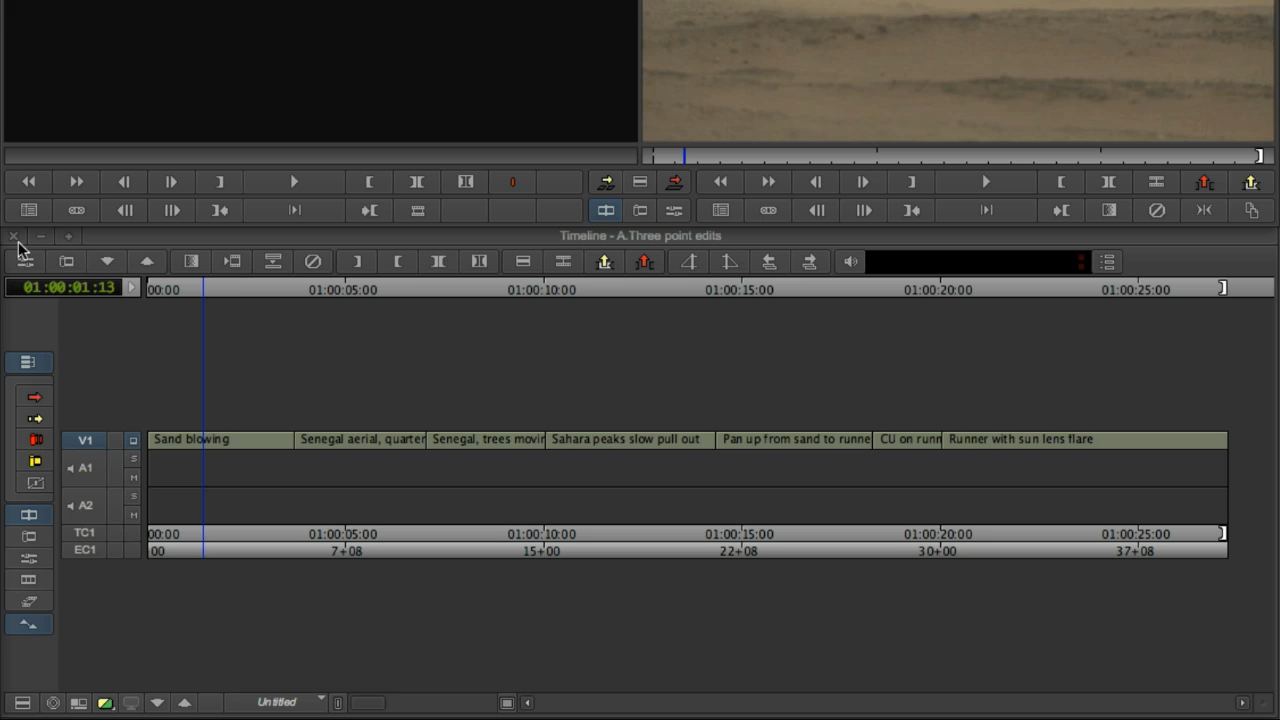 Timeline - A.Three point edits
01:00:01:13
00:00 01:00:05:00 01:00:10:00 01:00:15:00 01:00:20:00 01:00:25:00
V1 Sand blowing Senegal aerial, quarter Senegal, trees movin Sahara peaks slow pull out Pan up from sand to runne CU on runn Runner with sun lens flare
S
A1
M
S
A2
M
TC1 00:00 01:00:05:00 01:00:10:00 01:00:15:00 01:00:20:00 01:00:25:00
EC1 00 7+08 15+00 22+08 30+00 37+08
Untitled